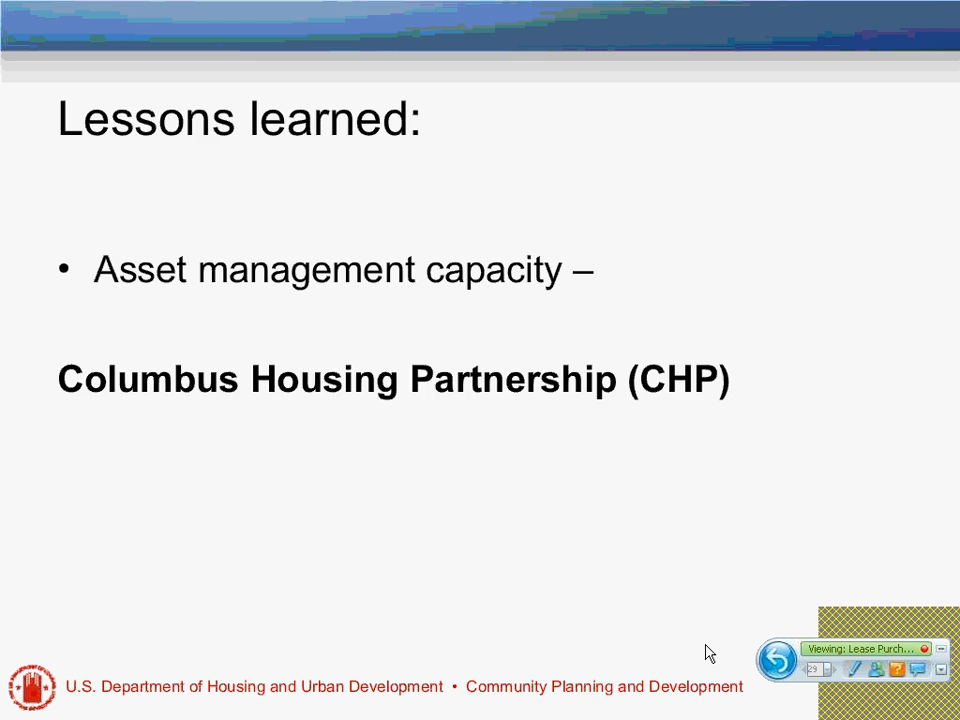 Lessons learned:
• Asset management capacity –
Columbus Housing Partnership (CHP)
Viewing: Lease Purch...
29
U.S. Department of Housing and Urban Development • Community Planning and Development